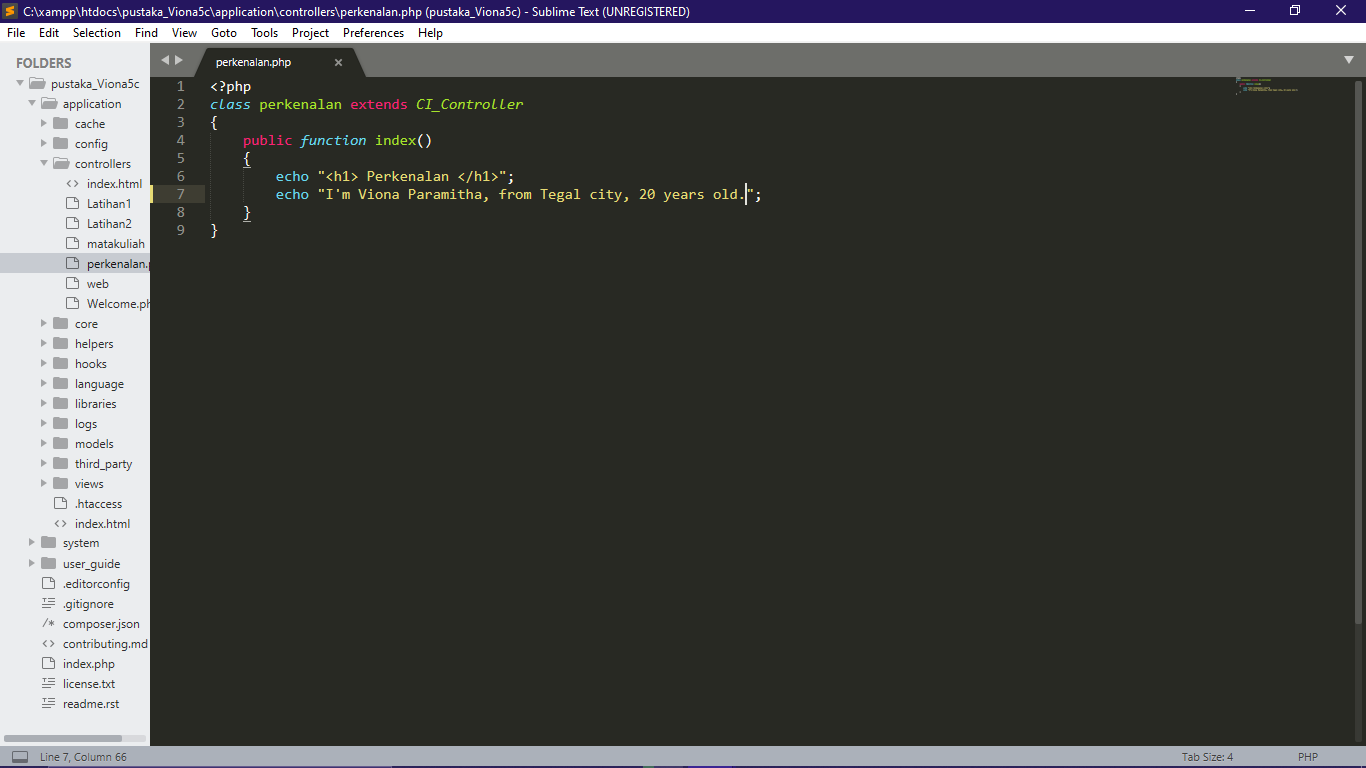 C:\xampp\htdocs\pustaka_Viona5c\application\controllers\perkenalan.php (pustaka_Viona5c) - Sublime Text (UNREGISTERED)
File Edit Selection Find View Goto Tools Project Preferences Help
FOLDERS
pustaka_Viona5c
application
cache
config
controllers
index.html
Latihan1
Latihan2
matakuliah
perkenalan.p
web
Welcome.ph
core
helpers
hooks
language
libraries
logs
models
third_party
views
.htaccess
index.html
system
user_guide
.editorconfig
.gitignore
composer.json
contributing.md
index.php
license.txt
readme.rst
perkenalan.php
1 <?php
2 class perkenalan extends CI_Controller
3 {
4 public function index()
5 {
6 echo "<h1> Perkenalan </h1>";
7 echo "I'm Viona Paramitha, from Tegal city, 20 years old.";
8 }
9 }
Line 7, Column 66
Tab Size: 4
PHP